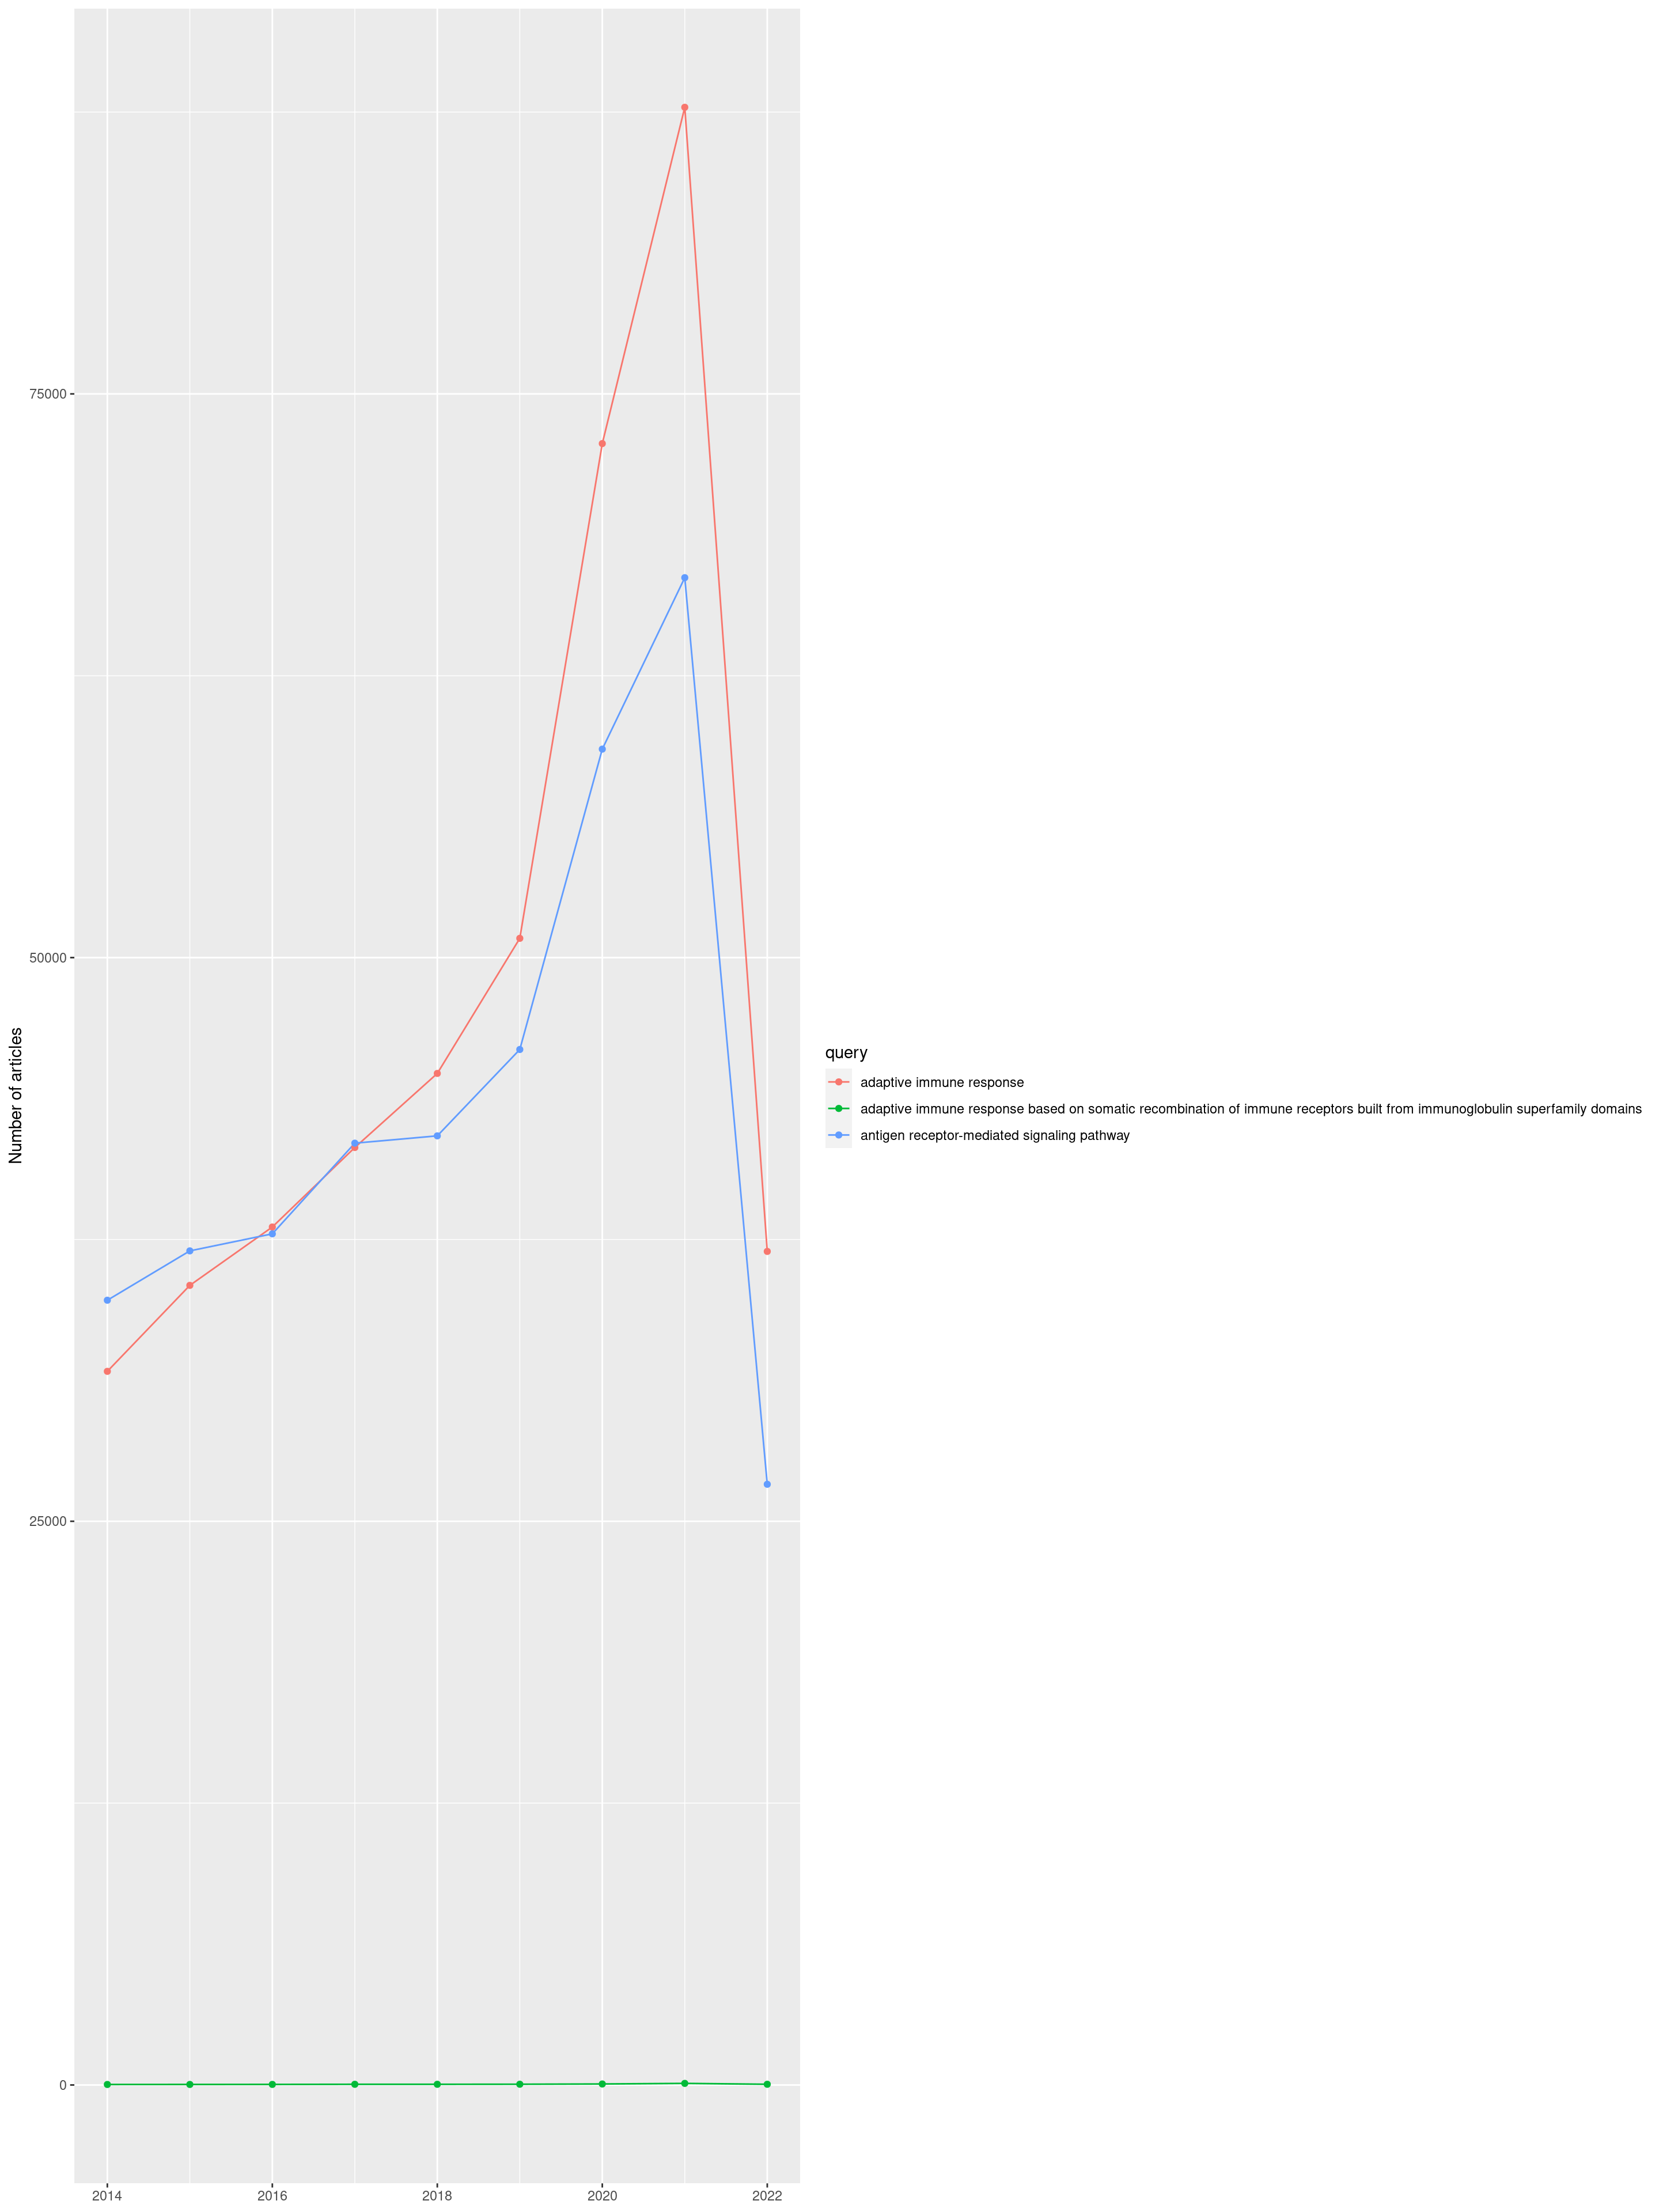 75000
50000
25000
0
Number of articles
2014 2016 2018 2020 2022
query
adaptive immune response
adaptive immune response based on somatic recombination of immune receptors built from immunoglobulin superfamily domains
antigen receptor-mediated signaling pathway